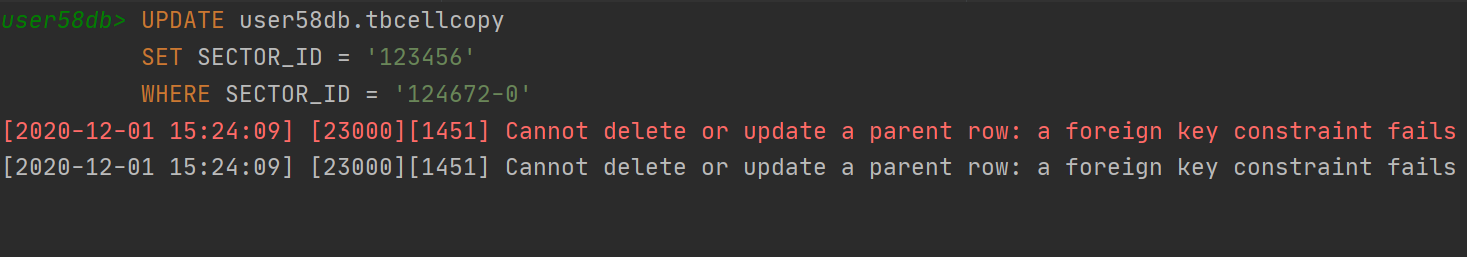 user58db> UPDATE user58db.tbcellcopy
SET SECTOR_ID = '123456'
WHERE SECTOR_ID = '124672-0'
[2020-12-01 15:24:09] [23000][1451] Cannot delete or update a parent row: a foreign key constraint fails
[2020-12-01 15:24:09] [23000][1451] Cannot delete or update a parent row: a foreign key constraint fails